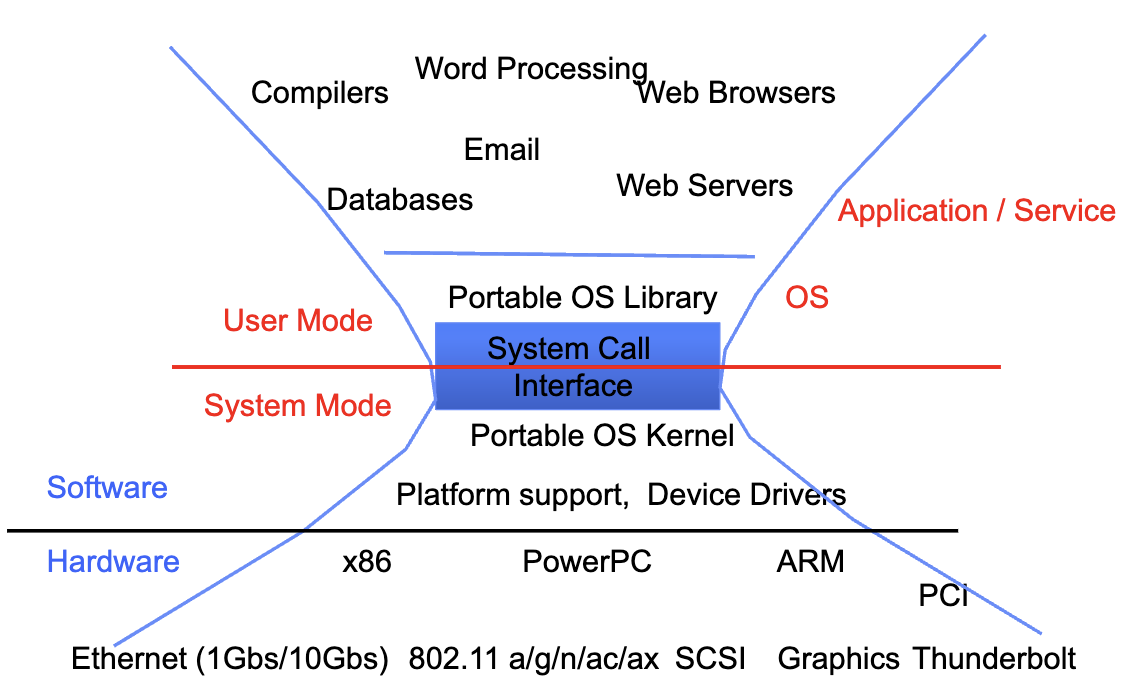 Word Processing
Compilers
Web Browsers
Email
Web Servers
Databases
Application / Service
Portable OS Library
OS
User Mode
System Call
Interface
System Mode
Portable OS Kernel
Software
Platform support,  Device Drivers
Hardware
x86
PowerPC
ARM
PCI
Ethernet (1Gbs/10Gbs)
802.11 a/g/n/ac/ax
SCSI
Graphics
Thunderbolt